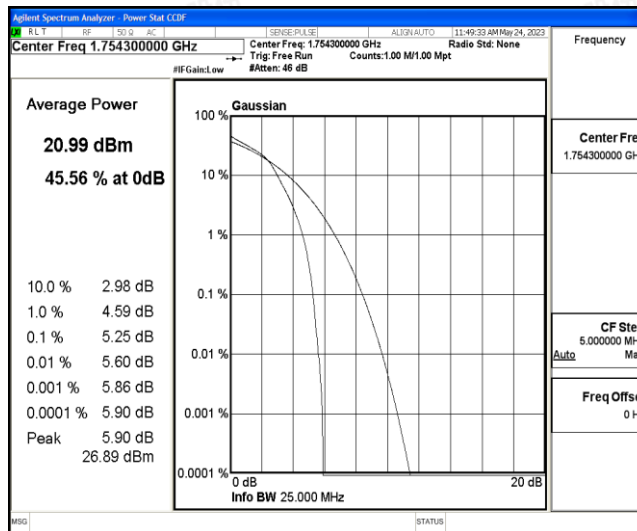 Agilent Spectrum Analyzer - Power Stat CCDF
RLT RF 50 Ω AC SENSE:PULSE ALIGN AUTO 11:49:33 AM May 24, 2023
Center Freq 1.754300000 GHz
Center Freq: 1.754300000 GHz Radio Std: None
Trig: Free Run Counts:1.00 M/1.00 Mpt
#IFGain:Low #Atten: 46 dB
Frequency
Average Power
20.99 dBm
45.56 % at 0dB
10.0 % 2.98 dB
1.0 % 4.59 dB
0.1 % 5.25 dB
0.01 % 5.60 dB
0.001 % 5.86 dB
0.0001 % 5.90 dB
Peak 5.90 dB
26.89 dBm
Gaussian
100 %
10 %
1 %
0.1 %
0.01 %
0.001 %
0.0001 %
0 dB 20 dB
Info BW 25.000 MHz
Center Fre
1.754300000 GH
CF Ste
5.000000 MH
Auto Ma
Freq Offse
0 H
MSG STATUS